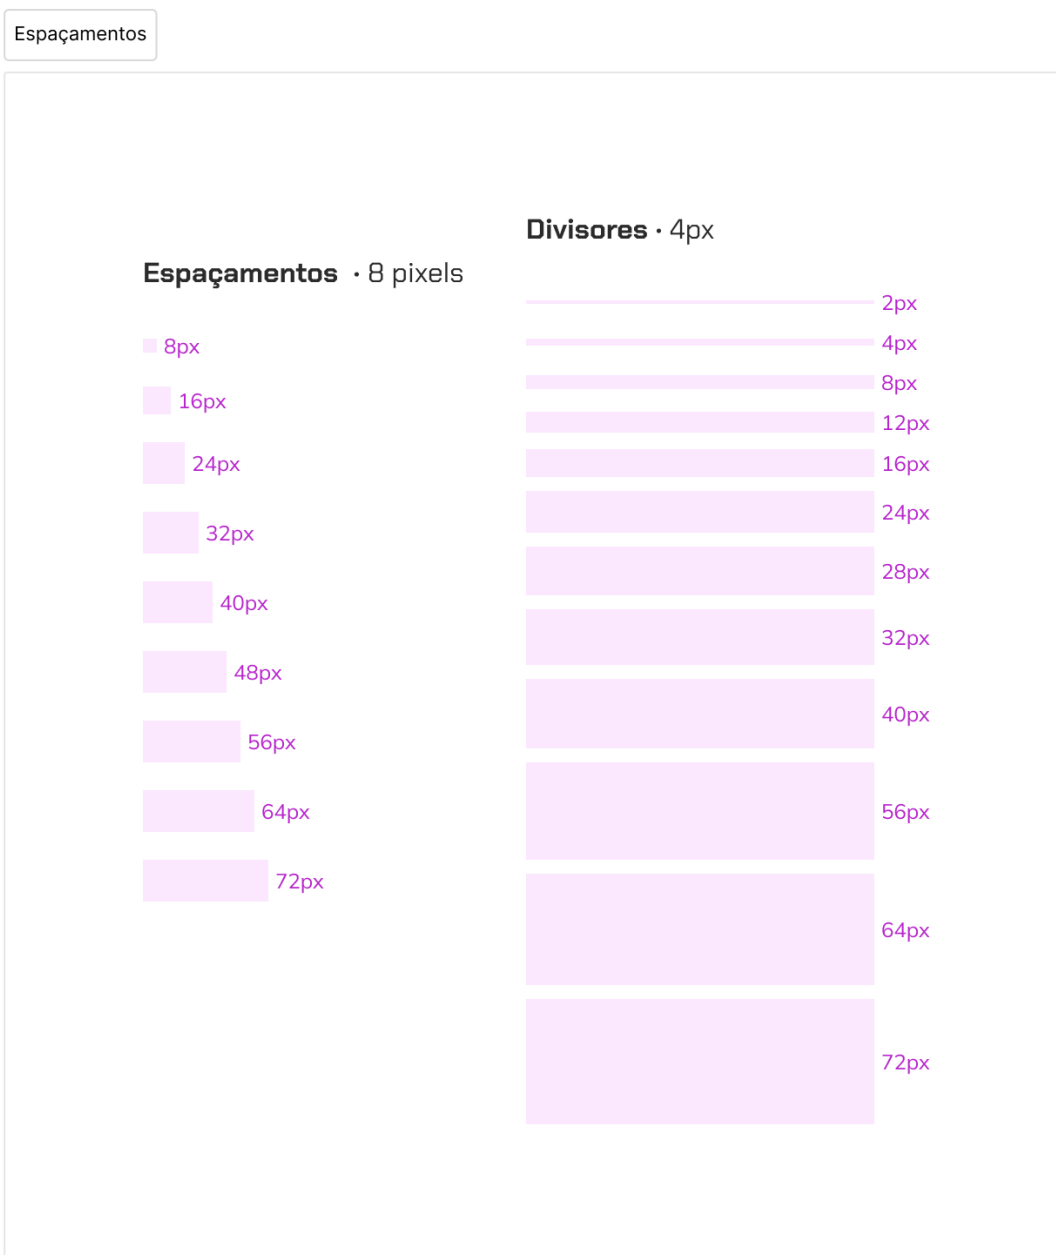 Espaçamentos
Espaçamentos · 8 pixels
8px
16px
24px
32px
40px
48px
56px
64px
72px
Divisores · 4px
2px
4px
8px
12px
16px
24px
28px
32px
40px
56px
64px
72px